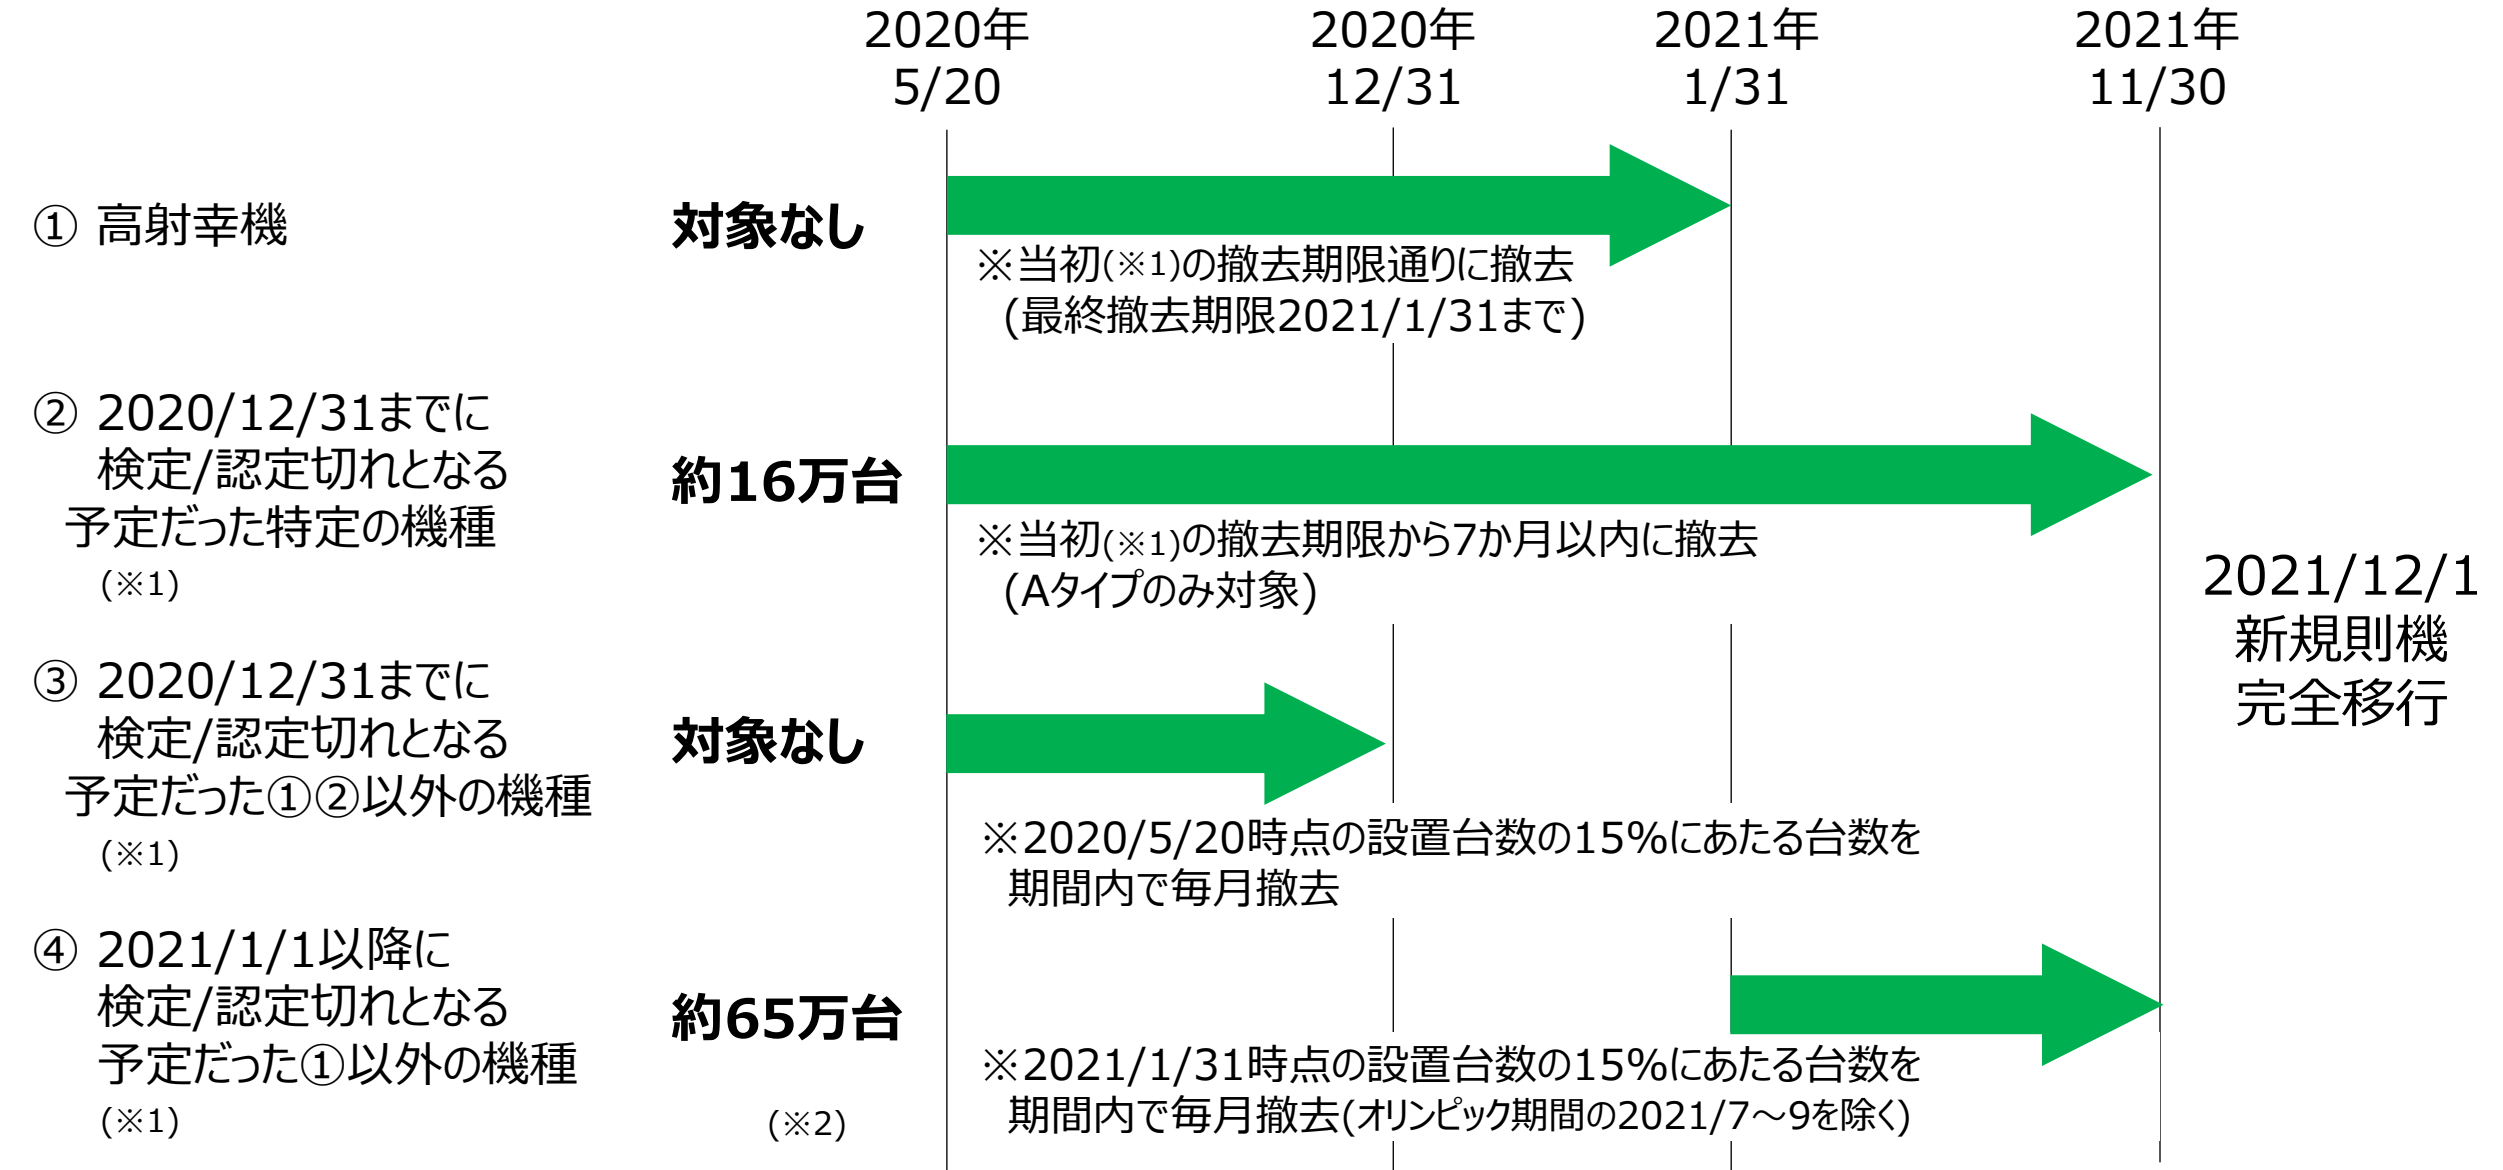 2020年
5/20
2020年
12/31
2021年
1/31
2021年
11/30
① 高射幸機
対象なし
※当初(※1)の撤去期限通りに撤去
(最終撤去期限2021/1/31まで)
② 2020/12/31までに
検定/認定切れとなる
予定だった特定の機種
(※1)
約16万台
※当初(※1)の撤去期限から7か月以内に撤去
(Aタイプのみ対象)
③ 2020/12/31までに
検定/認定切れとなる
予定だった①②以外の機種
(※1)
対象なし
※2020/5/20時点の設置台数の15%にあたる台数を
期間内で毎月撤去
④ 2021/1/1以降に
検定/認定切れとなる
予定だった①以外の機種
(※1)
約65万台
(※2)
※2021/1/31時点の設置台数の15%にあたる台数を
期間内で毎月撤去(オリンピック期間の2021/7～9を除く)
2021/12/1
新規則機
完全移行